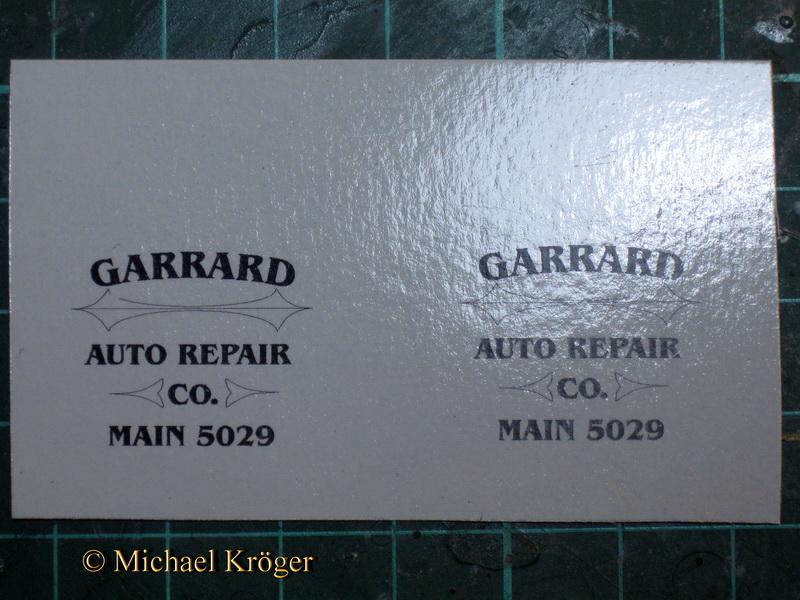 GARRARD
AUTO REPAIR
CO.
MAIN 5029
GARRARD
AUTO REPAIR
CO.
MAIN 5029
© Michael Kröger